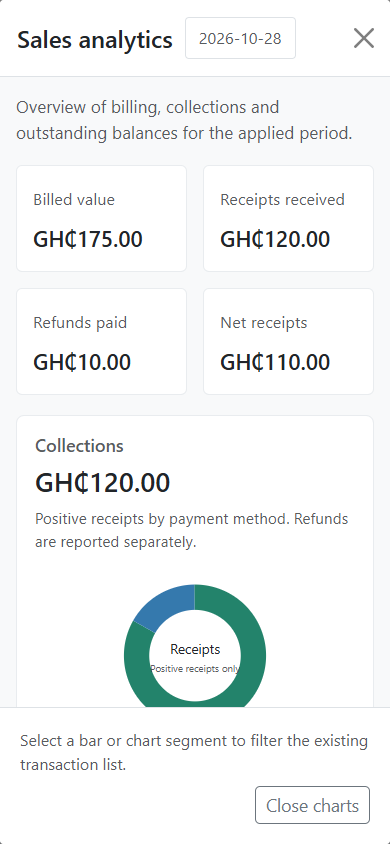 Sales analytics
2026-10-28
Overview of billing, collections and
outstanding balances for the applied period.
Billed value
GH₵175.00
Receipts received
GH₵120.00
Refunds paid
GH₵10.00
Net receipts
GH₵110.00
Collections
GH₵120.00
Positive receipts by payment method. Refunds
are reported separately.
Receipts
Positive receipts only
Select a bar or chart segment to filter the existing
transaction list.
Close charts